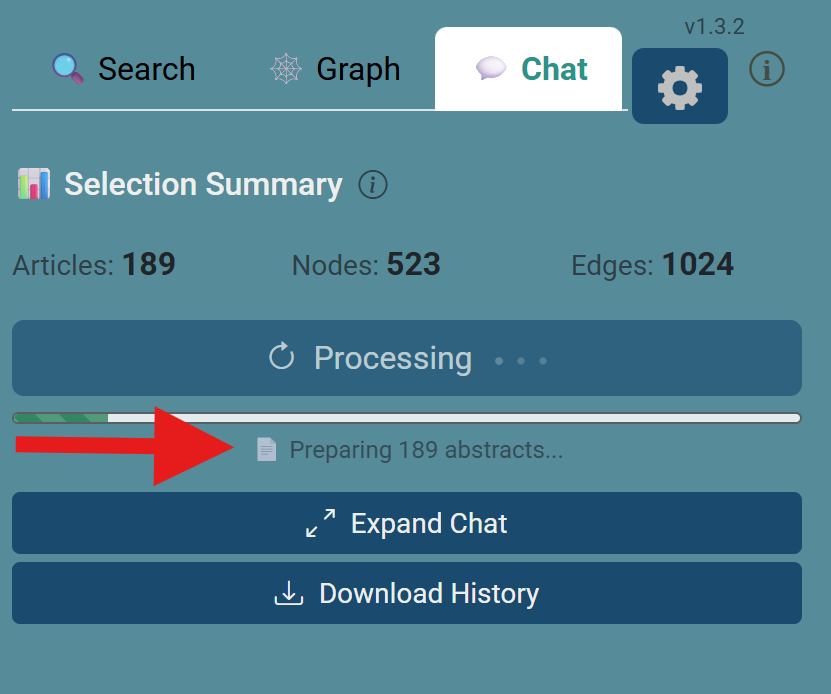 v1.3.2
Search Graph Chat
Selection Summary
Articles: 189 Nodes: 523 Edges: 1024
Processing
Preparing 189 abstracts...
Expand Chat
Download History